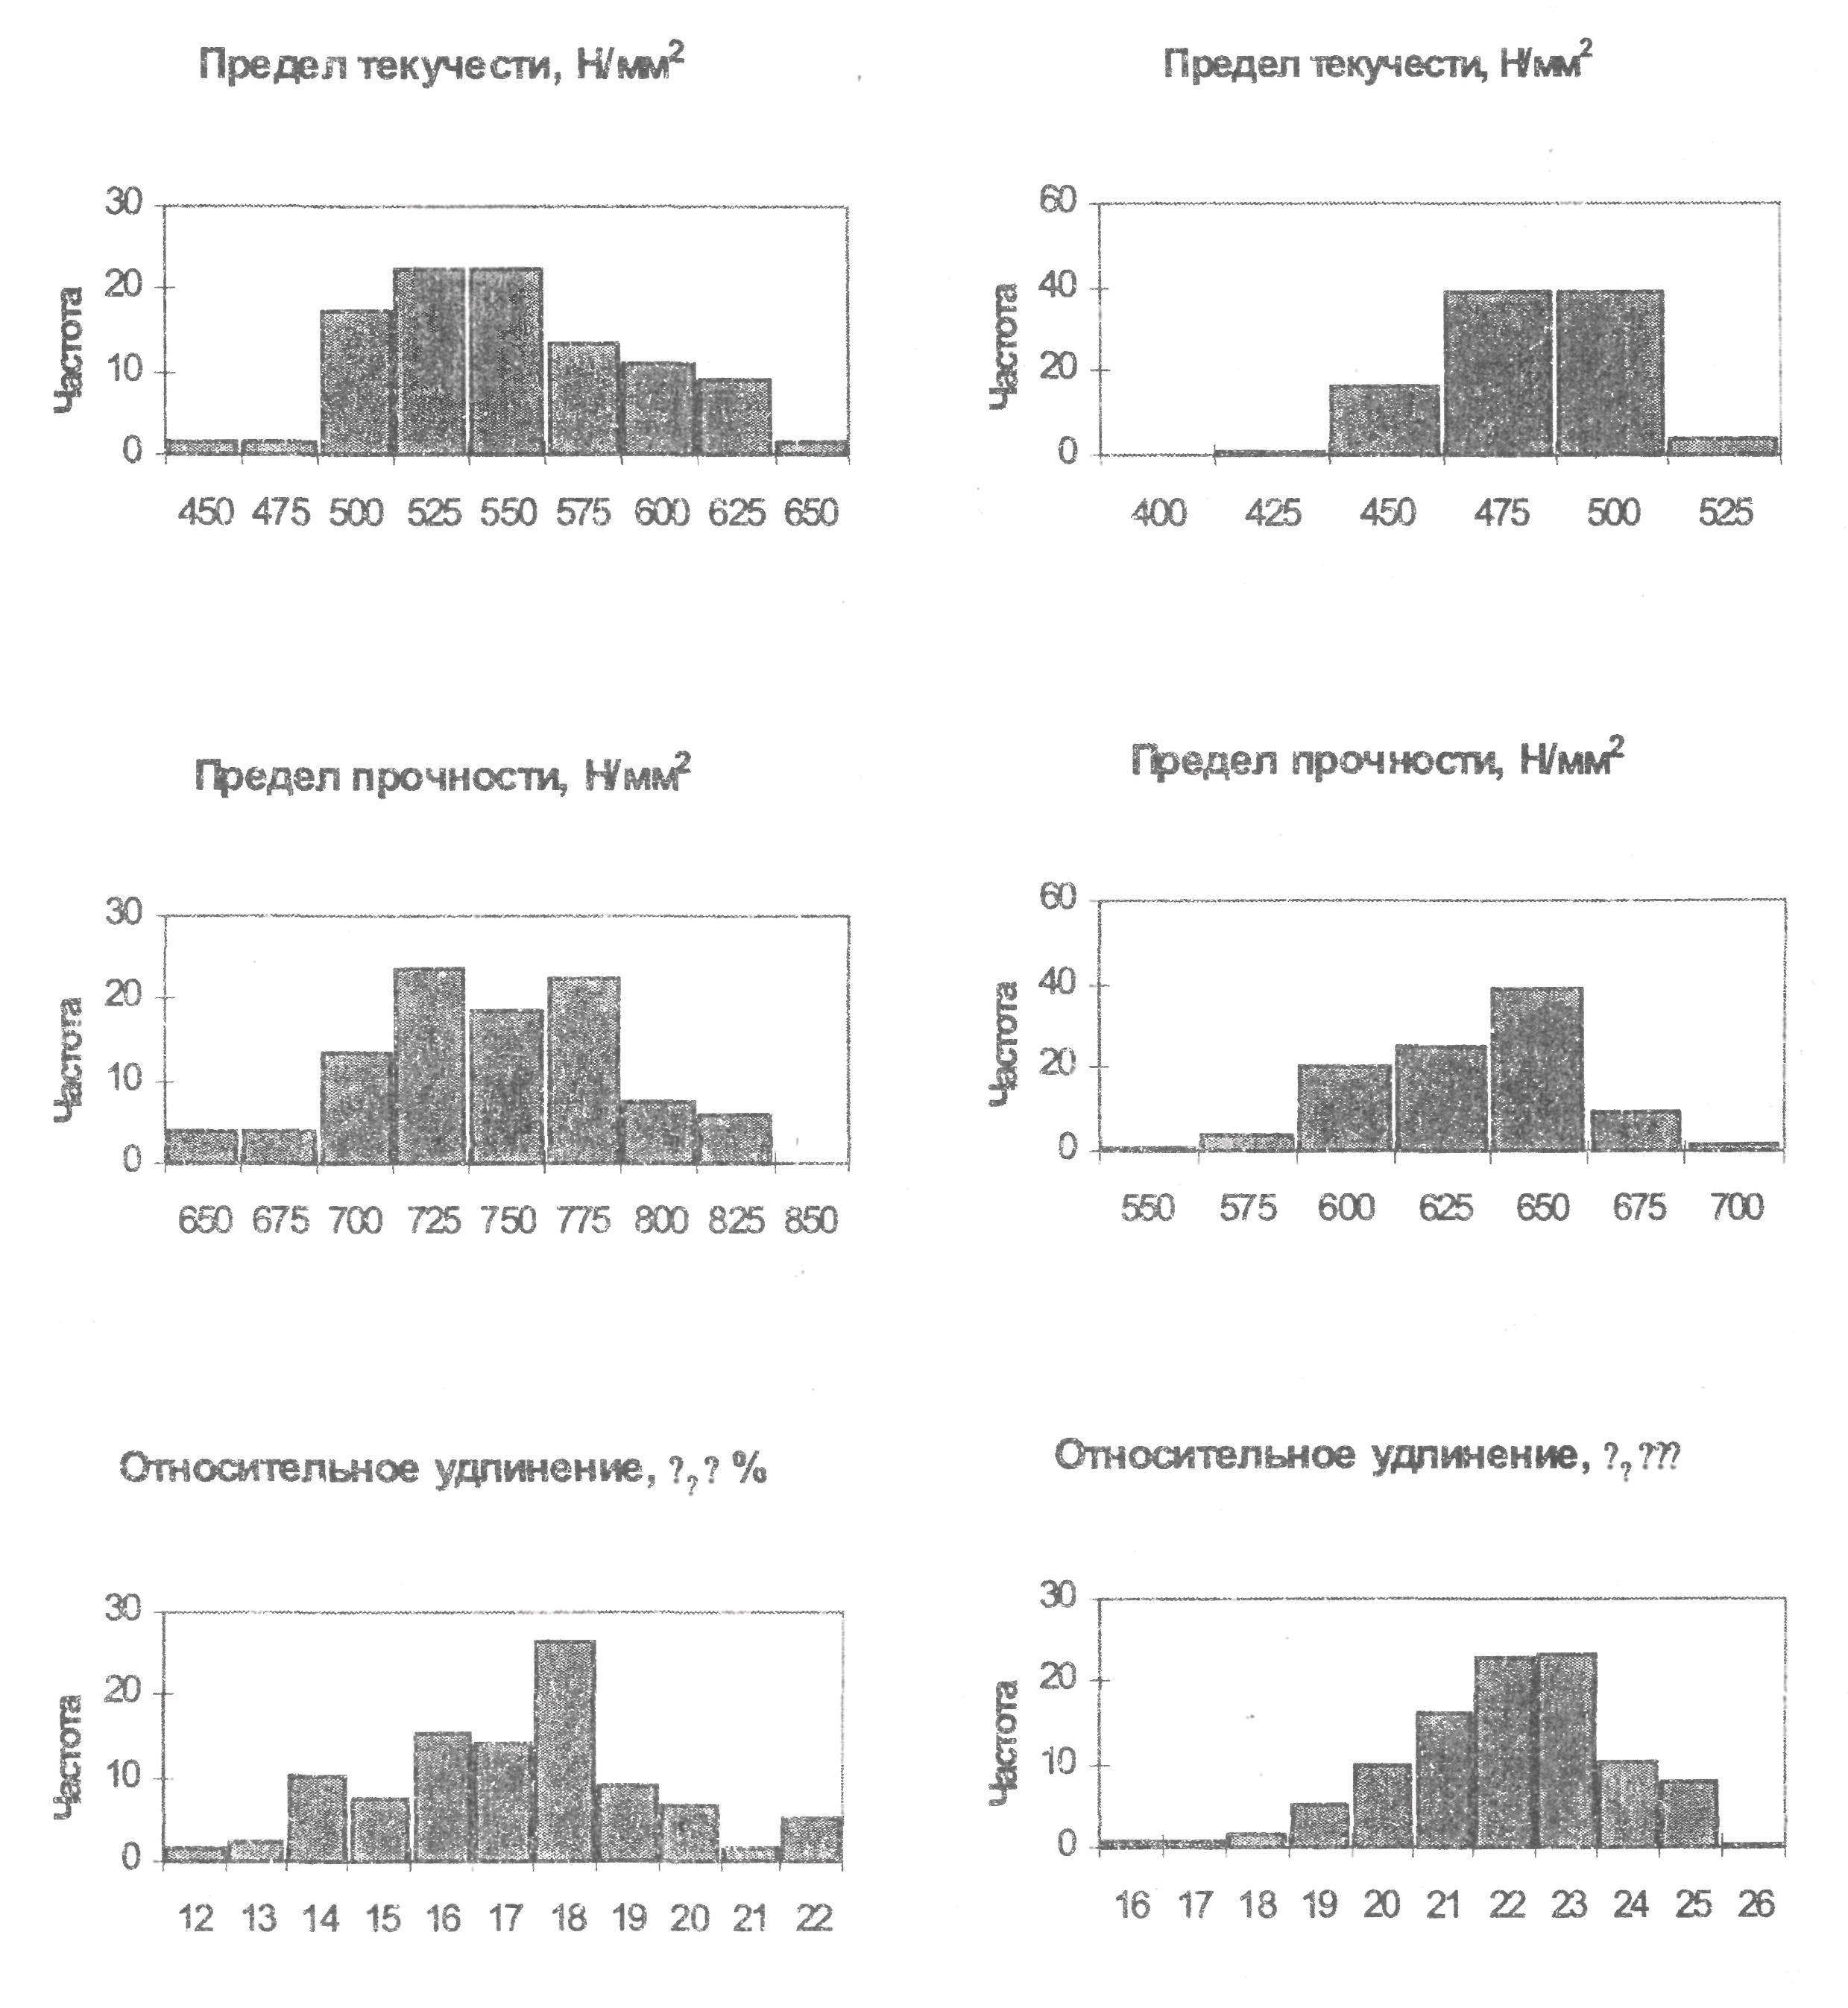 Предел текучести, Н/мм²
30
20
10
0
Частота
450 475 500 525 550 575 600 625 650
Предел текучести, Н/мм²
60
40
20
0
Частота
400 425 450 475 500 525
Предел прочности, Н/мм²
30
20
10
0
Частота
650 675 700 725 750 775 800 825 850
Предел прочности, Н/мм²
60
40
20
0
Частота
550 575 600 625 650 675 700
Относительное удлинение, ?₂? %
30
20
10
0
Частота
12 13 14 15 16 17 18 19 20 21 22
Относительное удлинение, ?₂???
30
20
10
0
Частота
16 17 18 19 20 21 22 23 24 25 26